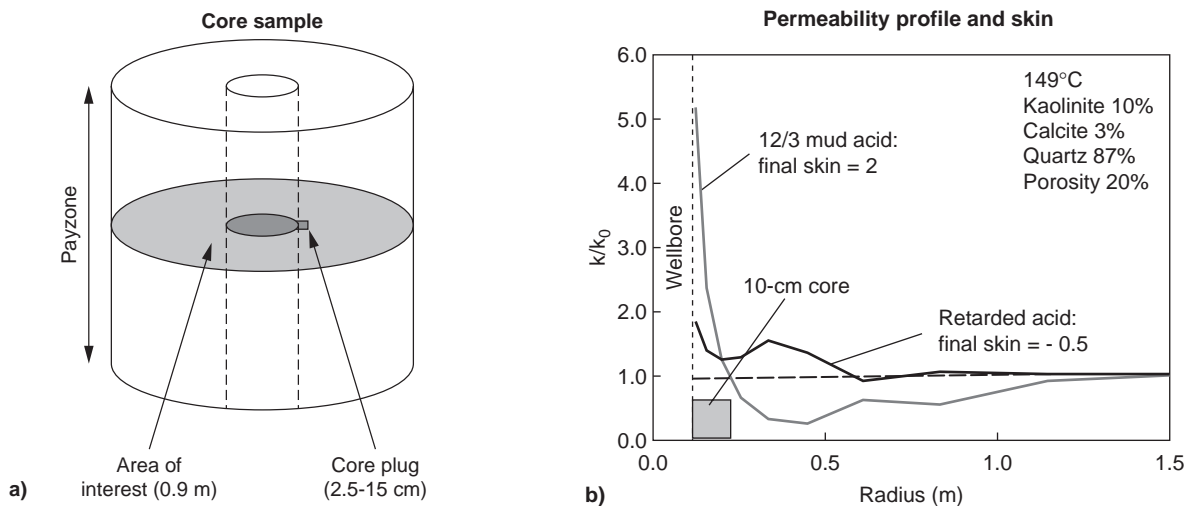 Core sample
Payzone
Area of
interest (0.9 m)
Core plug
(2.5-15 cm)
a)
Permeability profile and skin
6.0
5.0
4.0
3.0
2.0
1.0
0.0
k/k0
Wellbore
12/3 mud acid:
final skin = 2
149°C
Kaolinite 10%
Calcite 3%
Quartz 87%
Porosity 20%
10-cm core
Retarded acid:
final skin = - 0.5
0.0
0.5
1.0
1.5
Radius (m)
b)